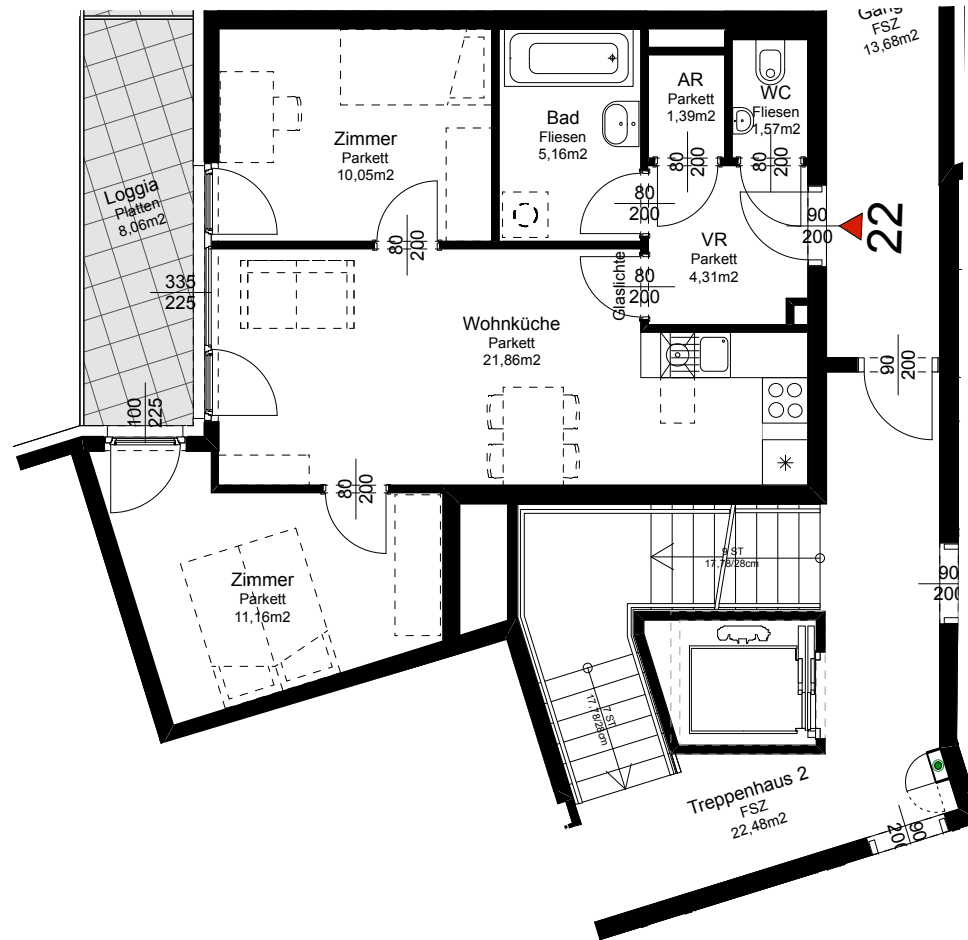 Gang
FSZ
13,68m2
AR
Parkett
1,39m2
WC
Fliesen
1,57m2
Bad
Fliesen
5,16m2
Zimmer
Parkett
10,05m2
80
200
80
200
Loggia
Platten
8,06m2
80
200
90
200
22
VR
Parkett
4,31m2
80
200
Glaslichte
80
200
335
225
Wohnküche
Parkett
21,86m2
90
200
100
225
80
200
9 ST
17,78/28cm
90
200
Zimmer
Parkett
11,16m2
7 ST
17,78/28cm
Treppenhaus 2
FSZ
22,48m2
90
200